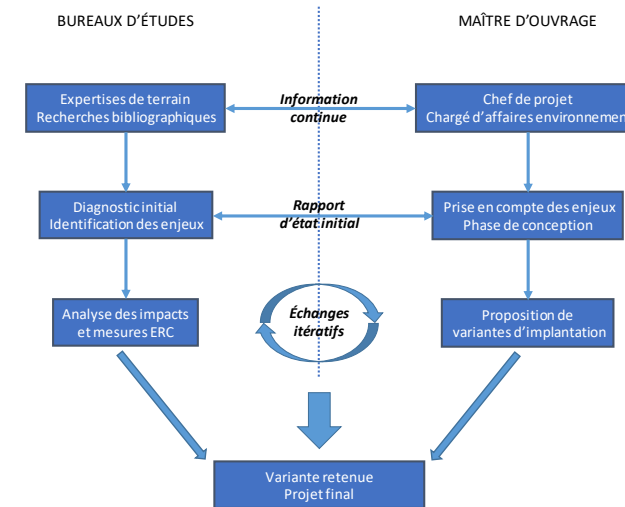 BUREAUX D'ÉTUDES
MAÎTRE D'OUVRAGE
Expertises de terrain
Recherches bibliographiques
Information
continue
Chef de projet
Chargé d'affaires environnement
Diagnostic initial
Identification des enjeux
Rapport
d'état initial
Prise en compte des enjeux
Phase de conception
Analyse des impacts
et mesures ERC
Échanges
itératifs
Proposition de
variantes d'implantation
Variante retenue
Projet final